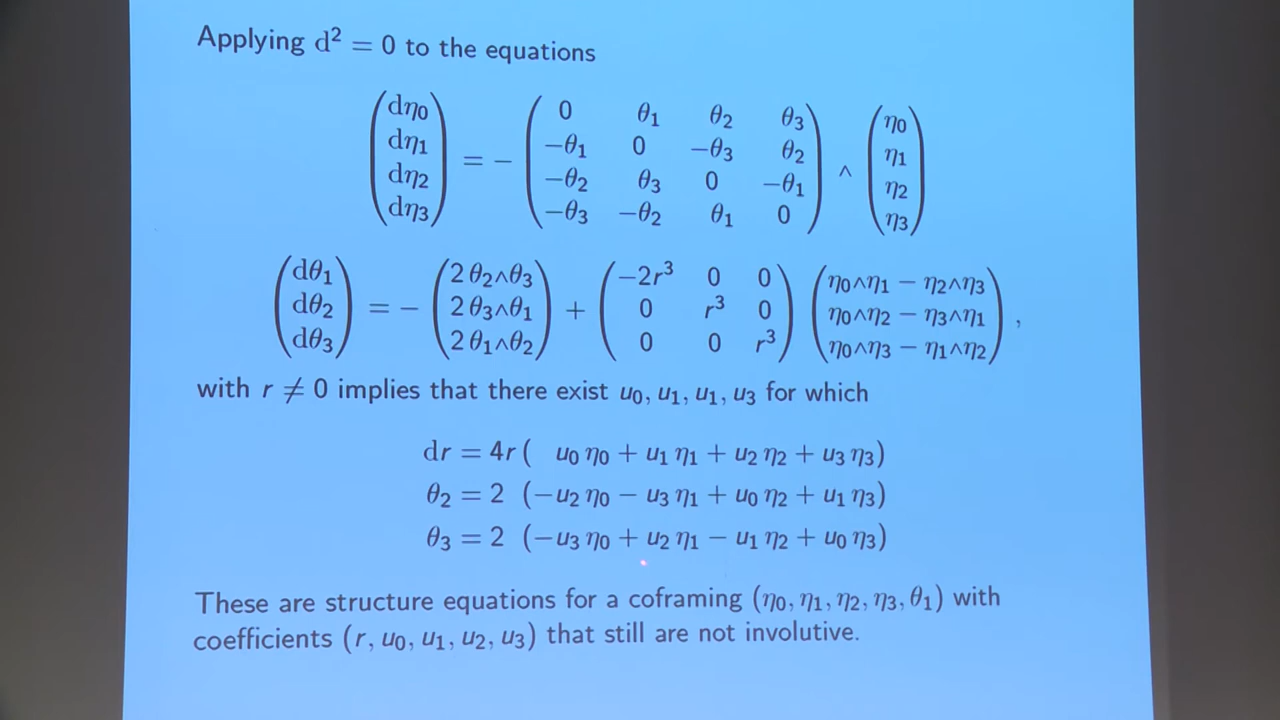 Applying d² = 0 to the equations
(dη₀ dη₁ dη₂ dη₃) = − (0 θ₁ θ₂ θ₃; −θ₁ 0 −θ₃ θ₂; −θ₂ θ₃ 0 −θ₁; −θ₃ −θ₂ θ₁ 0) ∧ (η₀ η₁ η₂ η₃)
(dθ₁ dθ₂ dθ₃) = − (2 θ₂∧θ₃ 2 θ₃∧θ₁ 2 θ₁∧θ₂) + (−2r³ 0 0; 0 r³ 0; 0 0 r³) (η₀∧η₁ − η₂∧η₃ η₀∧η₂ − η₃∧η₁ η₀∧η₃ − η₁∧η₂) ,
with r ≠ 0 implies that there exist u₀, u₁, u₁, u₃ for which
dr = 4r ( u₀ η₀ + u₁ η₁ + u₂ η₂ + u₃ η₃)
θ₂ = 2 (−u₂ η₀ − u₃ η₁ + u₀ η₂ + u₁ η₃)
θ₃ = 2 (−u₃ η₀ + u₂ η₁ − u₁ η₂ + u₀ η₃)
These are structure equations for a coframing (η₀, η₁, η₂, η₃, θ₁) with
coefficients (r, u₀, u₁, u₂, u₃) that still are not involutive.